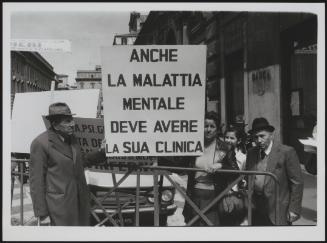 ANCHE
LA MALATTIA
MENTALE
DEVE AVERE
LA SUA CLINICA